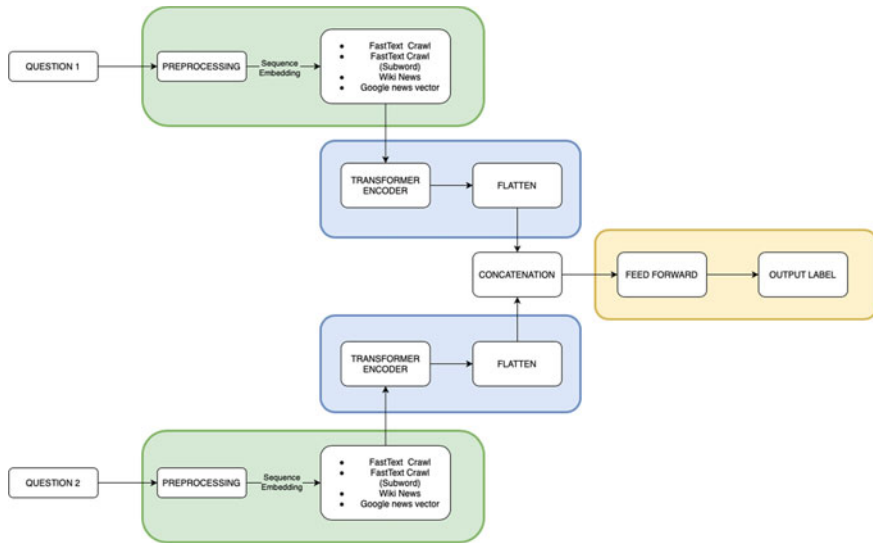 QUESTION 1
PREPROCESSING
Sequence
Embedding
FastText Crawl
FastText Crawl
(Subword)
Wiki News
Google news vector
TRANSFORMER
ENCODER
FLATTEN
CONCATENATION
FEED FORWARD
OUTPUT LABEL
TRANSFORMER
ENCODER
FLATTEN
QUESTION 2
PREPROCESSING
Sequence
Embedding
FastText Crawl
FastText Crawl
(Subword)
Wiki News
Google news vector